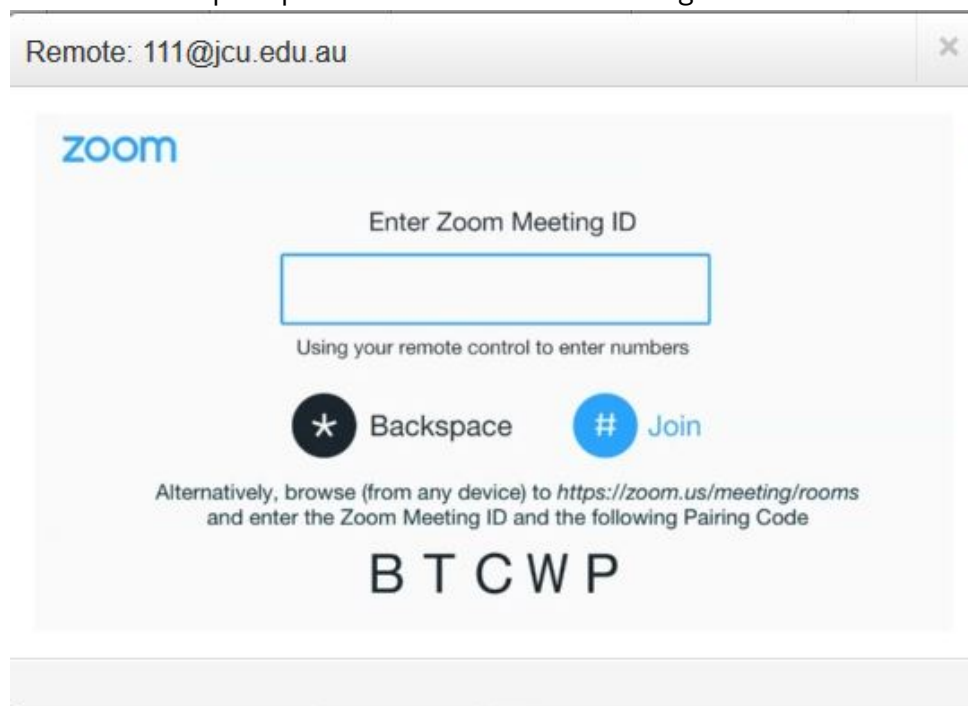 Remote: 111@jcu.edu.au ×
zoom
Enter Zoom Meeting ID
Using your remote control to enter numbers
* Backspace # Join
Alternatively, browse (from any device) to https://zoom.us/meeting/rooms
and enter the Zoom Meeting ID and the following Pairing Code
B T C W P